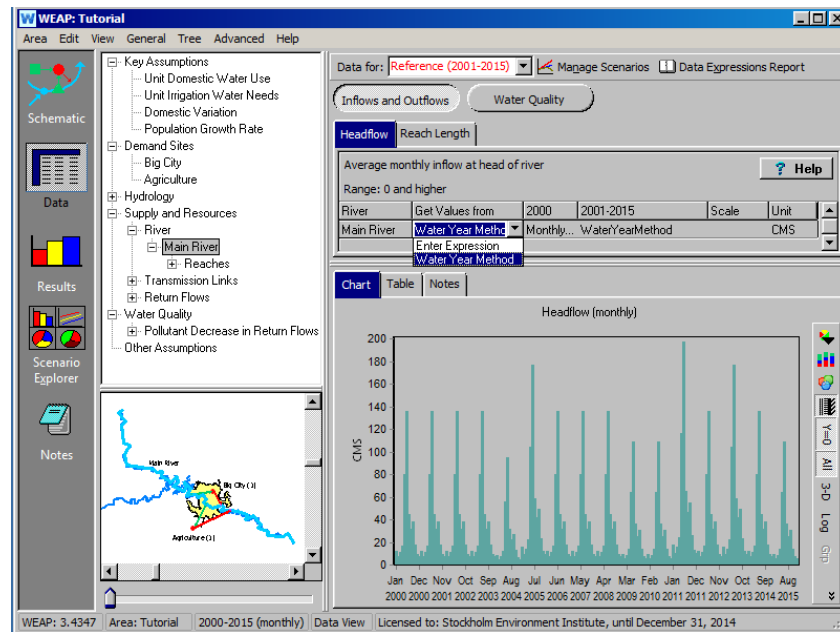 WEAP: Tutorial
Area Edit View General Tree Advanced Help
Schematic
Data
Results
Scenario
Explorer
Notes
Key Assumptions
Unit Domestic Water Use
Unit Irrigation Water Needs
Domestic Variation
Population Growth Rate
Demand Sites
Big City
Agriculture
Hydrology
Supply and Resources
River
Main River
Reaches
Transmission Links
Return Flows
Water Quality
Pollutant Decrease in Return Flows
Other Assumptions
Main River
Big City (1)
Agriculture (1)
Data for: Reference (2001-2015) Manage Scenarios Data Expressions Report
Inflows and Outflows Water Quality
Headflow Reach Length
Average monthly inflow at head of river
? Help
Range: 0 and higher
River Get Values from 2000 2001-2015 Scale Unit
Main River Water Year Methc Monthly... WaterYearMethod CMS
Enter Expression
Water Year Method
Chart Table Notes
Headflow (monthly)
CMS
200
180
160
140
120
100
80
60
40
20
0
Jan Dec Nov Oct Sep Aug Jul Jun May Apr Mar Feb Jan Dec Nov Oct Sep Aug
2000 2000 2001 2002 2003 2004 2005 2006 2007 2008 2009 2010 2011 2011 2012 2013 2014 2015
Y=0
All
3-D
Log
Grp
WEAP: 3.4347 Area: Tutorial 2000-2015 (monthly) Data View Licensed to: Stockholm Environment Institute, until December 31, 2014